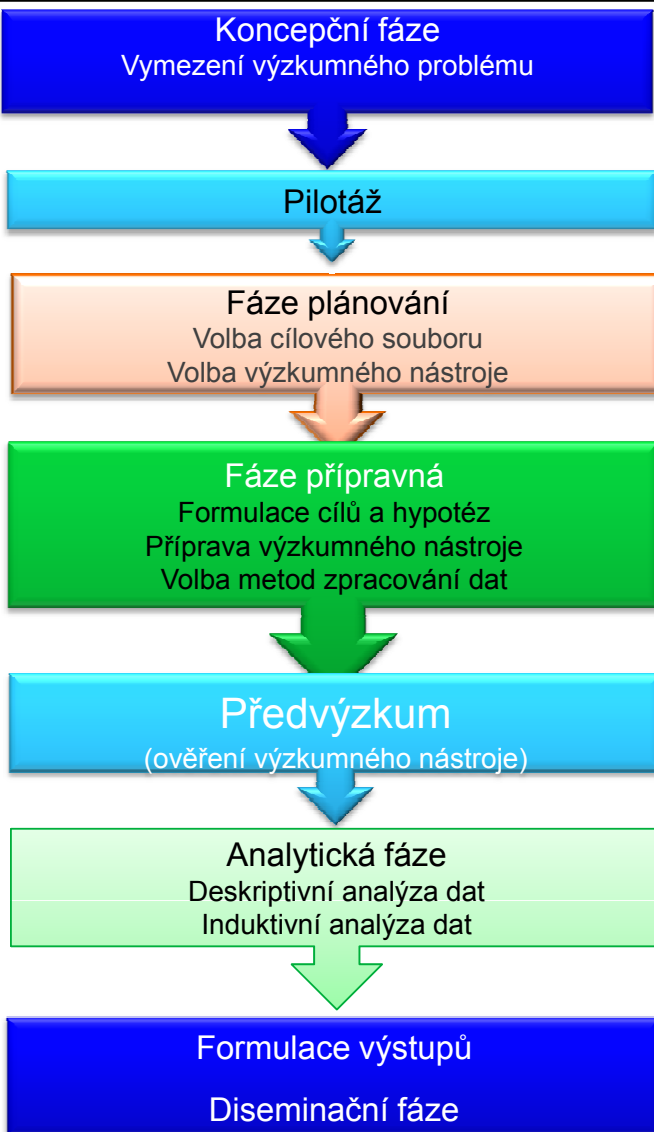 Koncepční fáze
Vymezení výzkumného problému
Pilotáž
Fáze plánování
Volba cílového souboru
Volba výzkumného nástroje
Fáze přípravná
Formulace cílů a hypotéz
Příprava výzkumného nástroje
Volba metod zpracování dat
Předvýzkum
(ověření výzkumného nástroje)
Analytická fáze
Deskriptivní analýza dat
Induktivní analýza dat
Formulace výstupů
Diseminační fáze